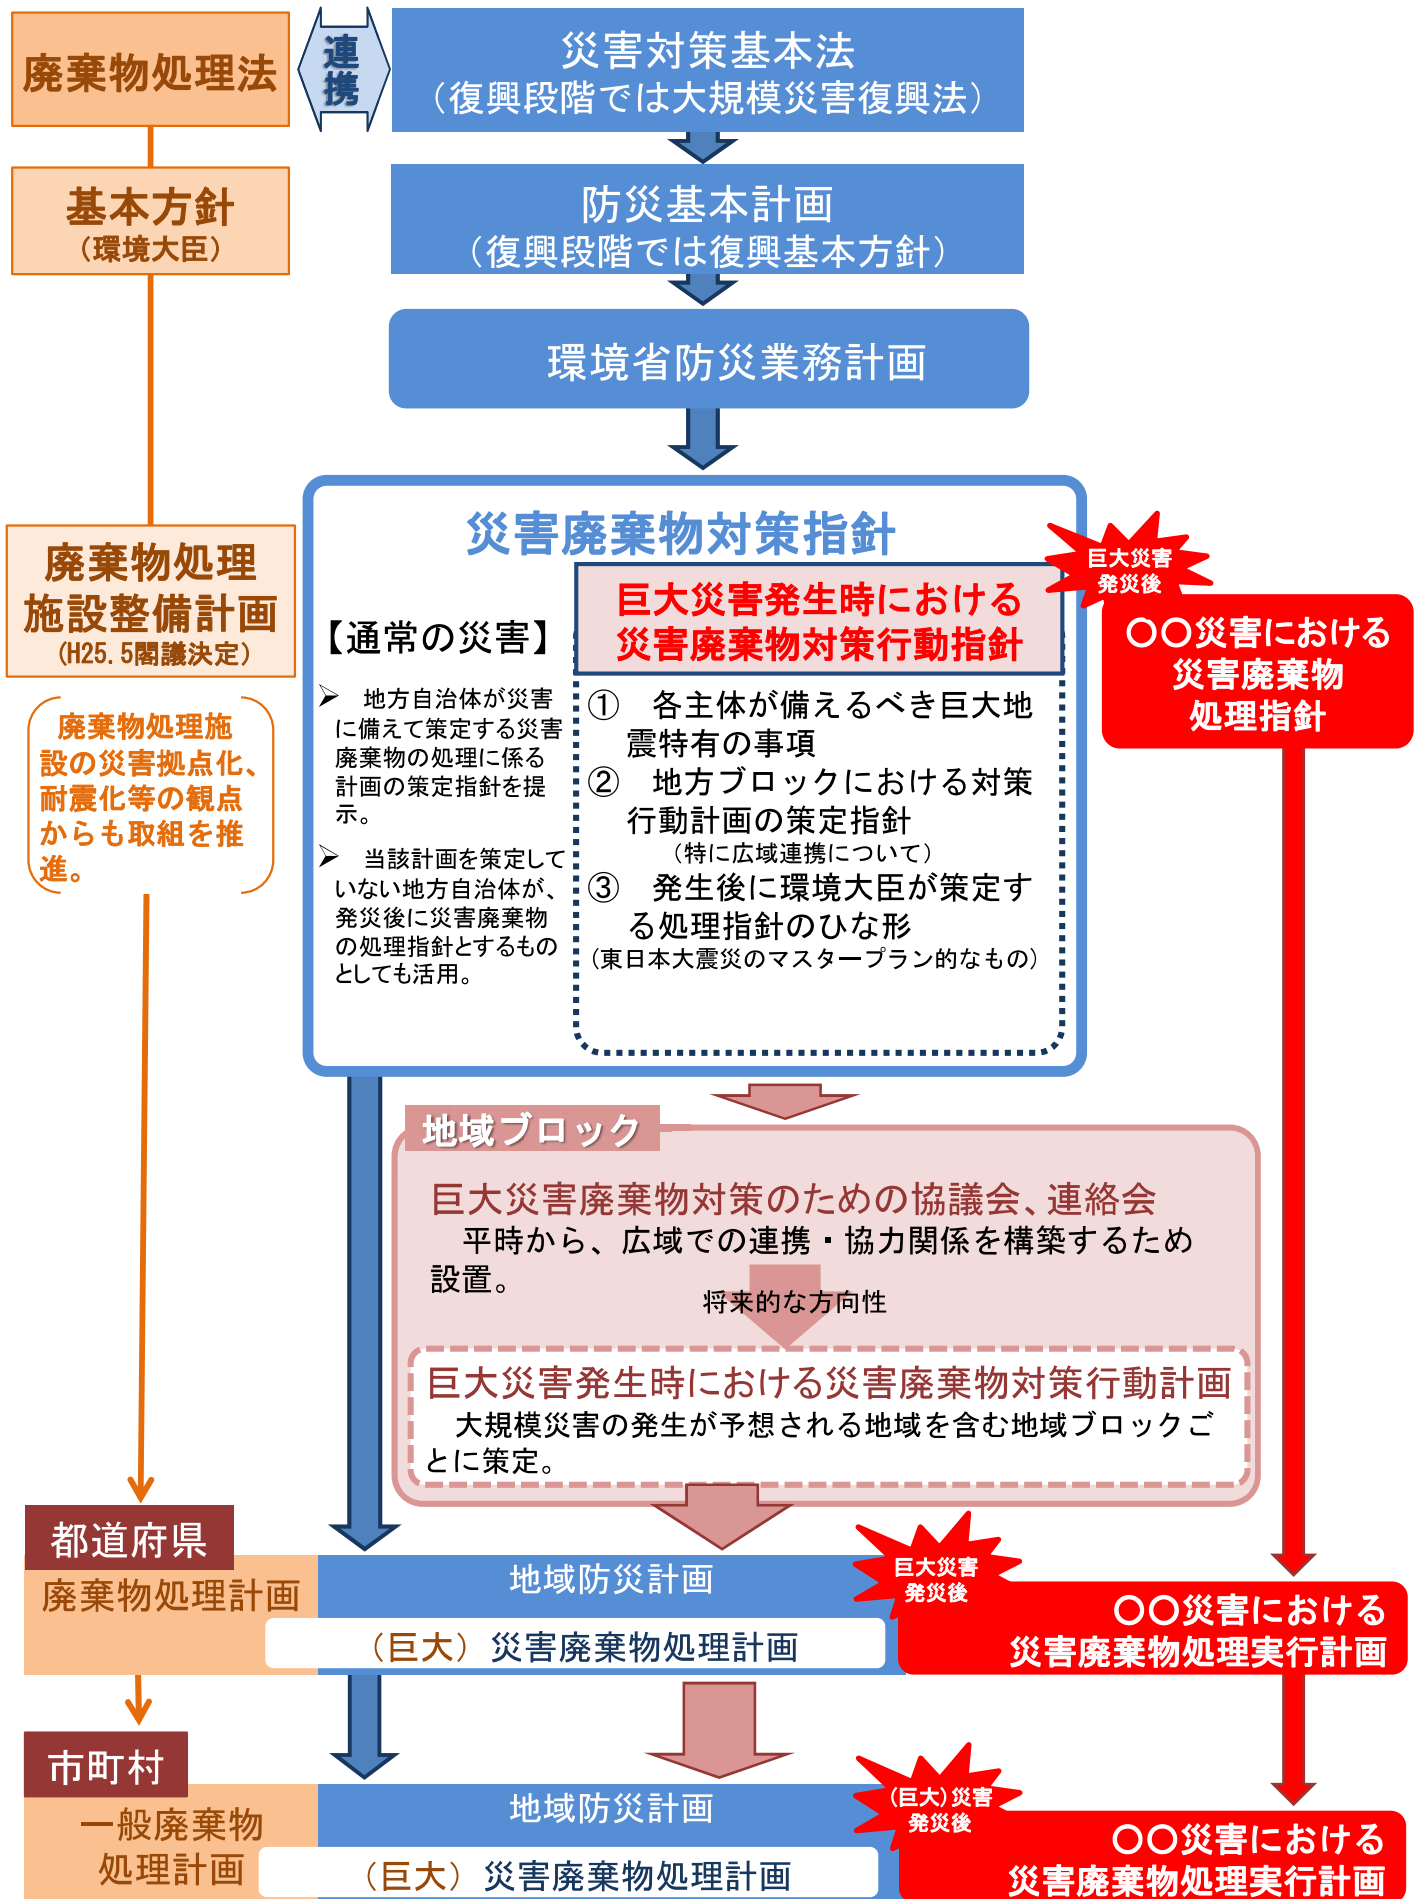 廃棄物処理法
連
携
災害対策基本法
（復興段階では大規模災害復興法）
基本方針
（環境大臣）
防災基本計画
（復興段階では復興基本方針）
環境省防災業務計画
廃棄物処理
施設整備計画
（H25.5閣議決定）
廃棄物処理施
設の災害拠点化、
耐震化等の観点
からも取組を推
進。
災害廃棄物対策指針
【通常の災害】
➢ 地方自治体が災害
に備えて策定する災害
廃棄物の処理に係る
計画の策定指針を提
示。
➢ 当該計画を策定して
いない地方自治体が、
発災後に災害廃棄物
の処理指針とするもの
としても活用。
巨大災害発生時における
災害廃棄物対策行動指針
① 各主体が備えるべき巨大地
震特有の事項
② 地方ブロックにおける対策
行動計画の策定指針
（特に広域連携について）
③ 発生後に環境大臣が策定す
る処理指針のひな形
（東日本大震災のマスタープラン的なもの）
巨大災害
発災後
〇〇災害における
災害廃棄物
処理指針
地域ブロック
巨大災害廃棄物対策のための協議会、連絡会
平時から、広域での連携・協力関係を構築するため
設置。
将来的な方向性
巨大災害発生時における災害廃棄物対策行動計画
大規模災害の発生が予想される地域を含む地域ブロックご
とに策定。
都道府県
廃棄物処理計画
地域防災計画
（巨大）災害廃棄物処理計画
巨大災害
発災後
〇〇災害における
災害廃棄物処理実行計画
市町村
一般廃棄物
処理計画
地域防災計画
（巨大）災害廃棄物処理計画
（巨大）災害
発災後
〇〇災害における
災害廃棄物処理実行計画